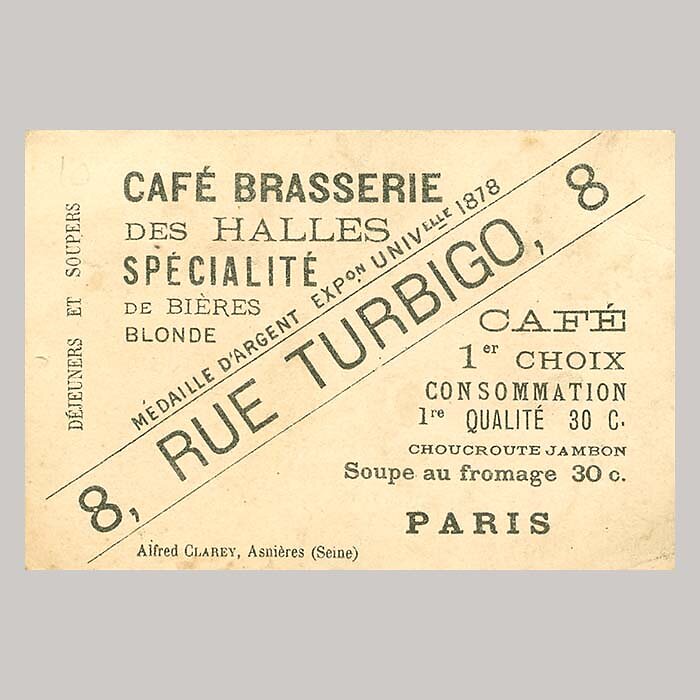 DÉJEUNERS ET SOUPERS
CAFÉ BRASSERIE
DES HALLES
SPÉCIALITÉ
DE BIÈRES
BLONDE
MÉDAILLE D'ARGENT EXPon UNIVelle 1878
8, RUE TURBIGO, 8
CAFÉ
1er CHOIX
CONSOMMATION
1re QUALITÉ 30 C.
CHOUCROUTE JAMBON
Soupe au fromage 30 c.
PARIS
Alfred CLAREY, Asnières (Seine)